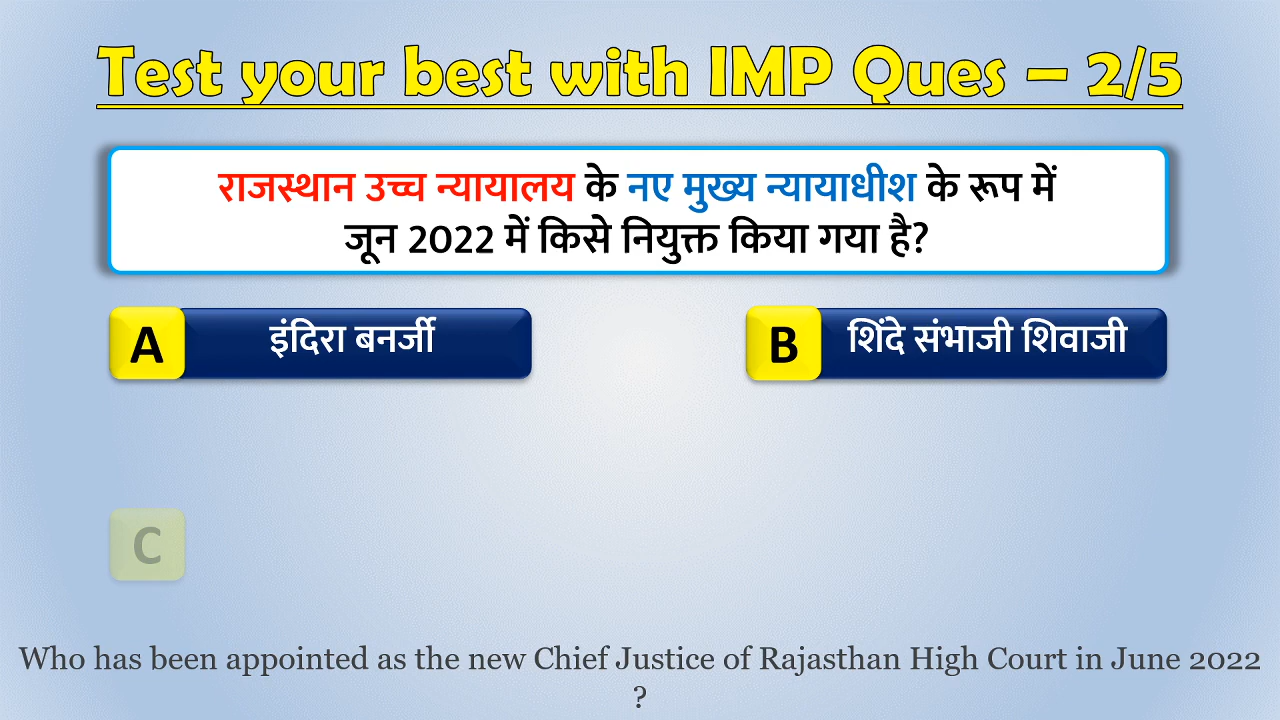 Test your best with IMP Ques – 2/5
राजस्थान उच्च न्यायालय के नए मुख्य न्यायाधीश के रूप में
जून 2022 में किसे नियुक्त किया गया है?
A इंदिरा बनर्जी
B शिंदे संभाजी शिवाजी
C
Who has been appointed as the new Chief Justice of Rajasthan High Court in June 2022
?